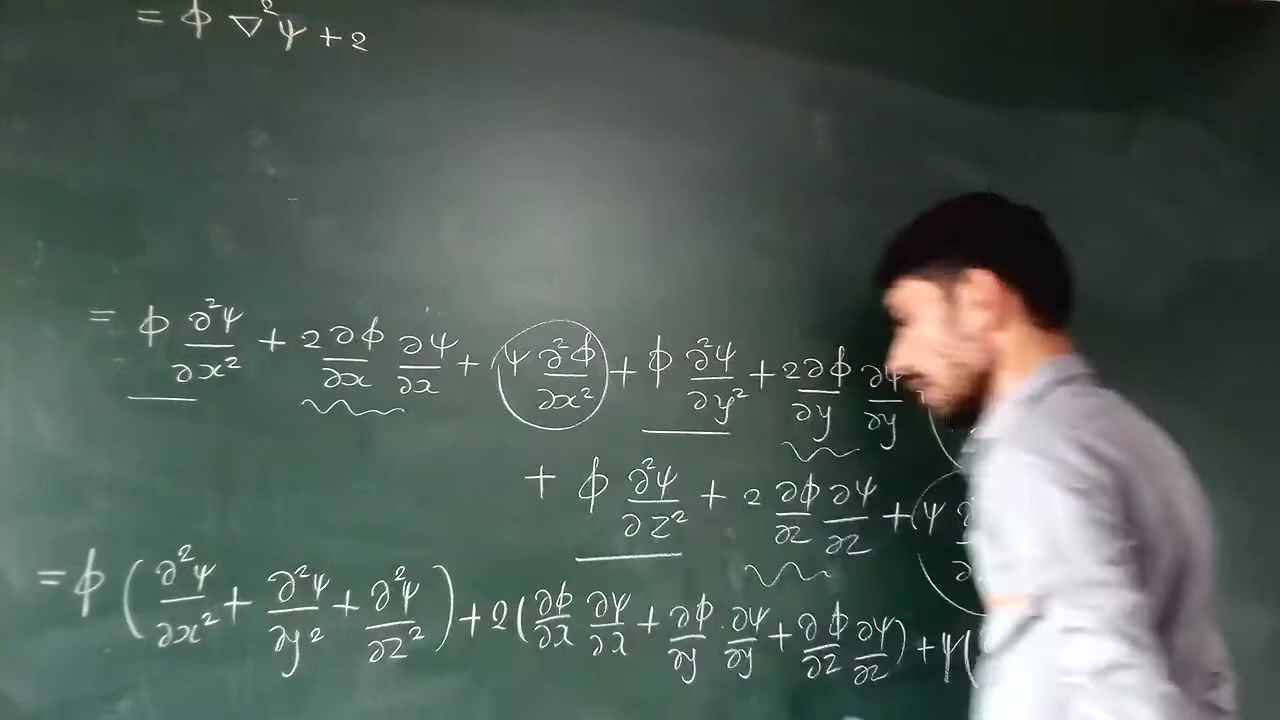 = ϕ ∇²ψ + 2
= ϕ ∂²ψ/∂x² + 2 ∂ϕ/∂x ∂ψ/∂x + ψ ∂²ϕ/∂x² + ϕ ∂²ψ/∂y² + 2 ∂ϕ/∂y ∂ψ/∂y
+ ϕ ∂²ψ/∂z² + 2 ∂ϕ/∂z ∂ψ/∂z + ψ
= ϕ ( ∂²ψ/∂x² + ∂²ψ/∂y² + ∂²ψ/∂z² ) + 2 ( ∂ϕ/∂x ∂ψ/∂x + ∂ϕ/∂y · ∂ψ/∂y + ∂ϕ/∂z ∂ψ/∂z ) + ψ (